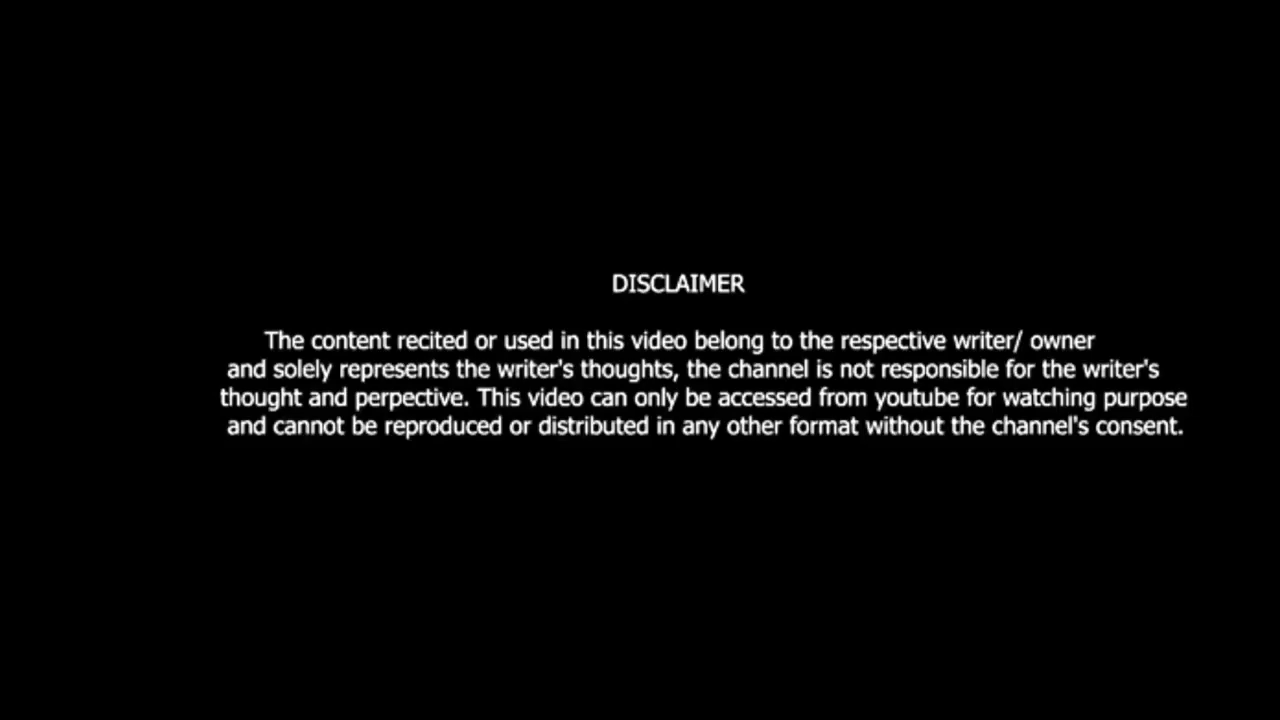 DISCLAIMER
The content recited or used in this video belong to the respective writer/ owner
and solely represents the writer's thoughts, the channel is not responsible for the writer's
thought and perpective. This video can only be accessed from youtube for watching purpose
and cannot be reproduced or distributed in any other format without the channel's consent.